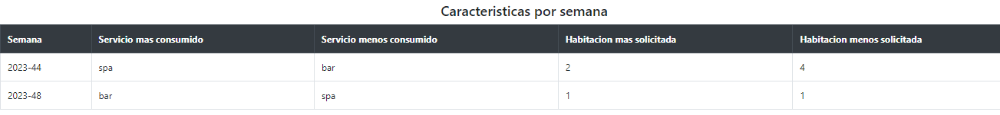 Caracteristicas por semana
Semana Servicio mas consumido Servicio menos consumido Habitacion mas solicitada Habitacion menos solicitada
2023-44 spa bar 2 4
2023-48 bar spa 1 1